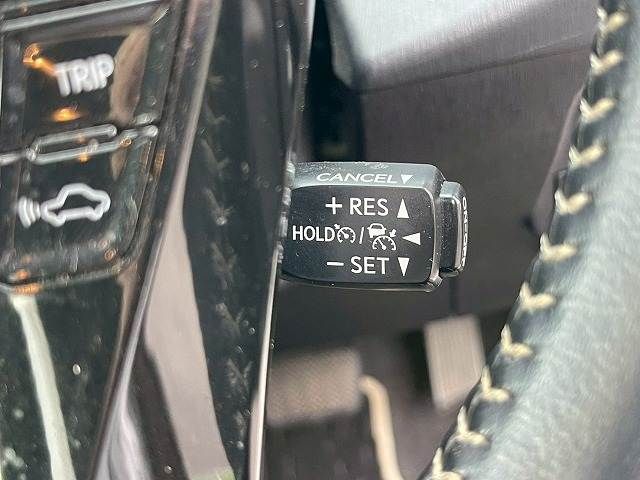 TRIP
CANCEL▼
+ RES ▲
HOLD / ◄
− SET ▼